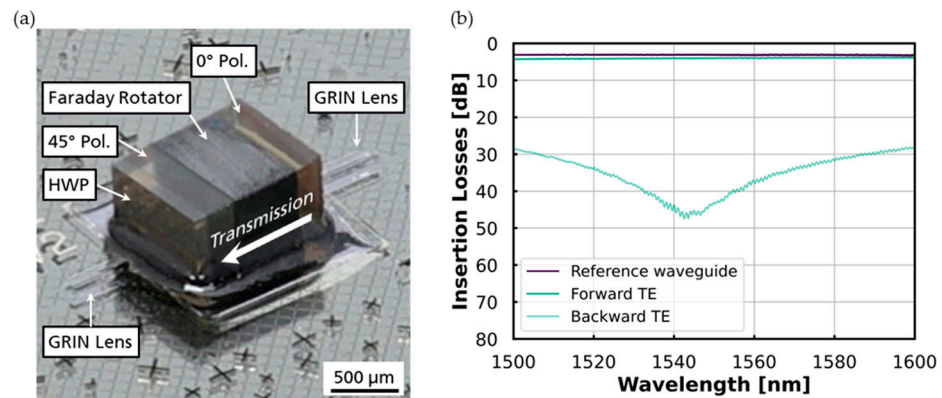 (a)
0° Pol.
Faraday Rotator
GRIN Lens
45° Pol.
HWP
Transmission
GRIN Lens
500 µm
(b)
Insertion Losses [dB]
0
10
20
30
40
50
60
70
80
Reference waveguide
Forward TE
Backward TE
1500
1520
1540
1560
1580
1600
Wavelength [nm]